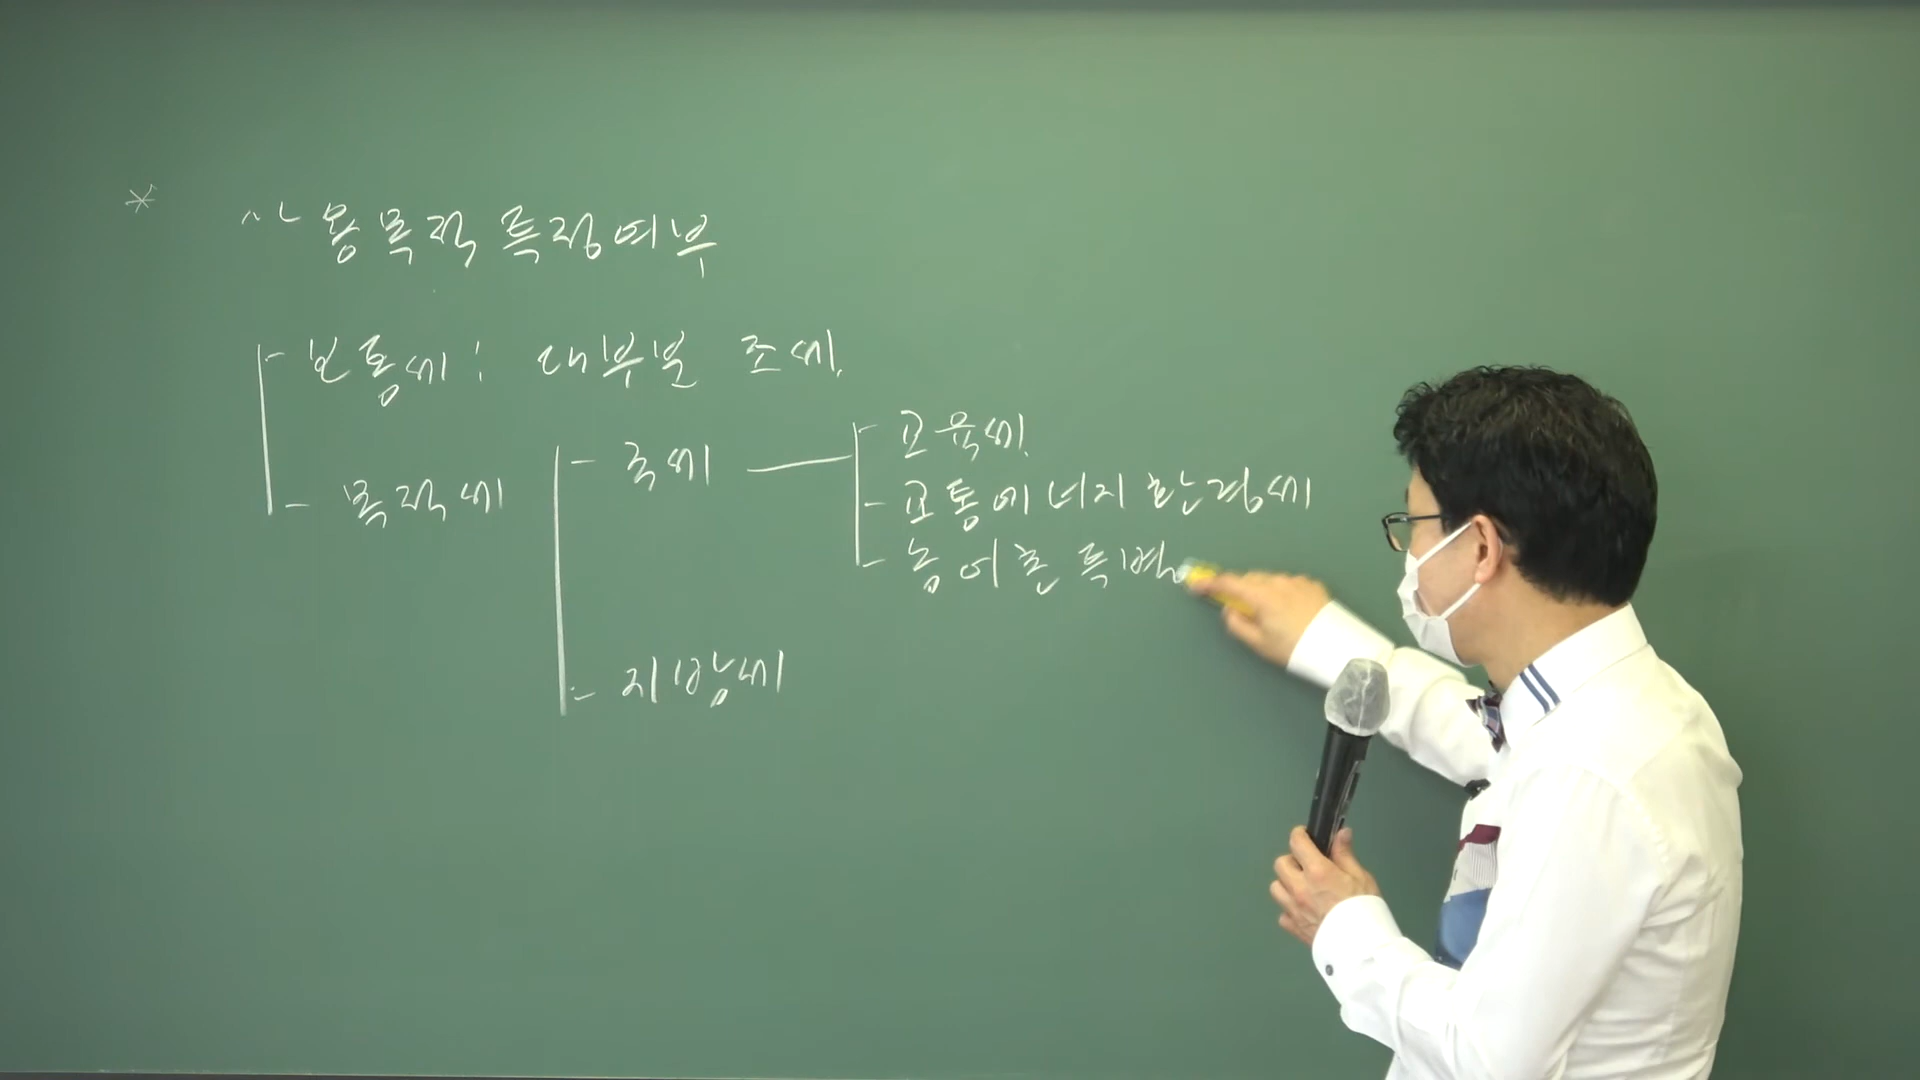 * 사용목적 특정여부
- 보통세 : 대부분 조세.
- 목적세
- 국세
- 교육세.
- 교통에너지환경세
- 농어촌특별
- 지방세